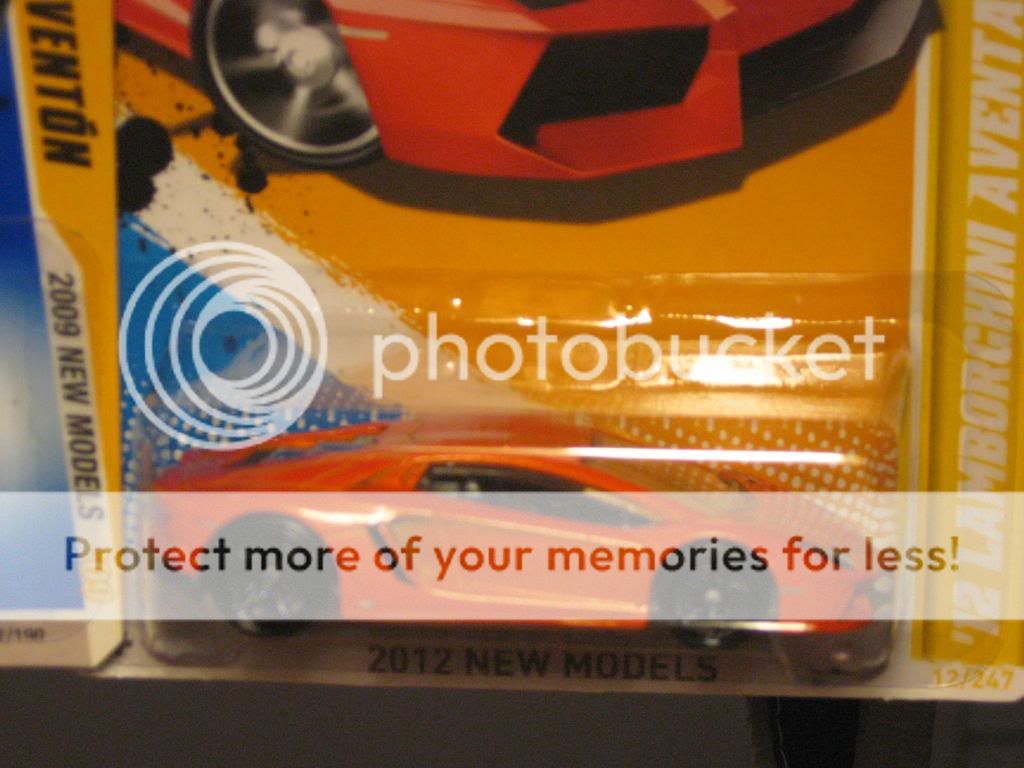 VENTÓN
2009 NEW MODELS
/190
photobucket
Protect more of your memories for less!
2012 NEW MODELS
'12 LAMBORGHINI AVENTA
12/247